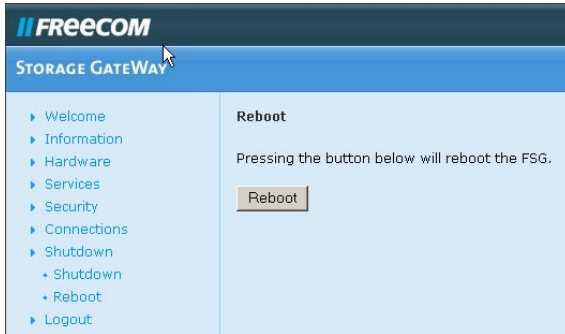 FREECOM
STORAGE GATEWAY
Welcome
Information
Hardware
Services
Security
Connections
Shutdown
Shutdown
Reboot
Logout
Reboot
Pressing the button below will reboot the FSG.
Reboot